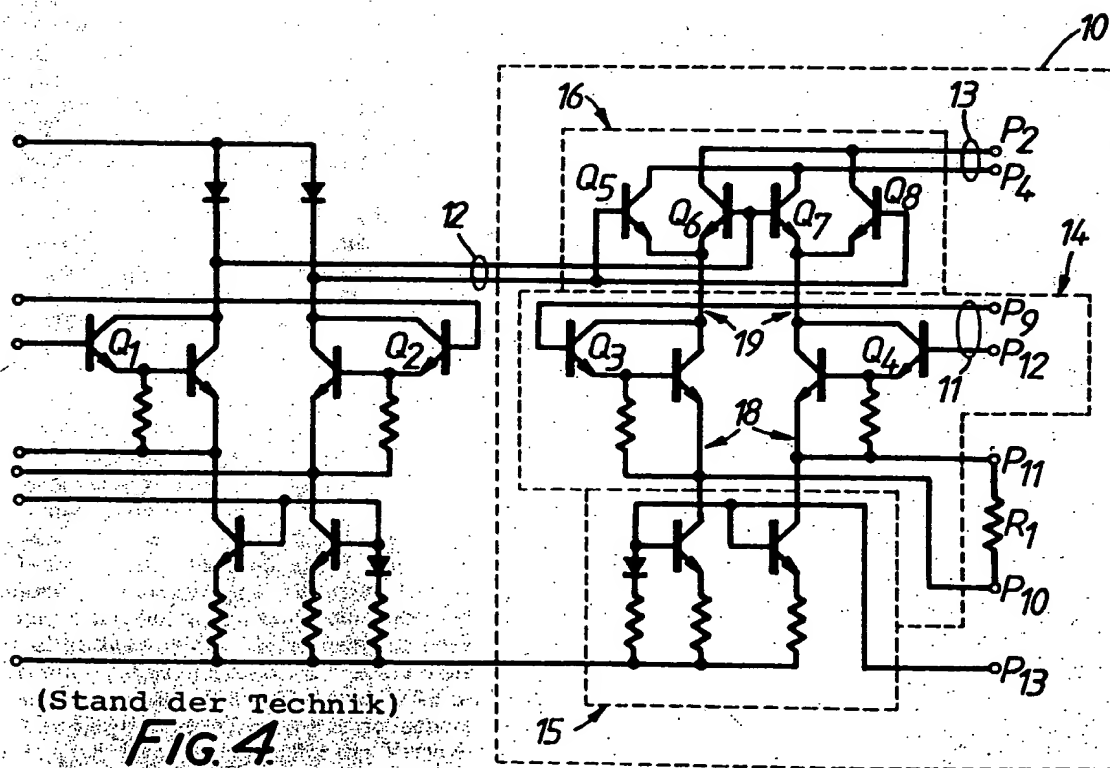 10
16
13
P2
P4
Q5
Q6
Q7
Q8
12
14
P9
P12
11
Q1
Q2
Q3
19
Q4
18
P11
R1
P10
P13
15
(Stand der Technik)
FIG. 4.